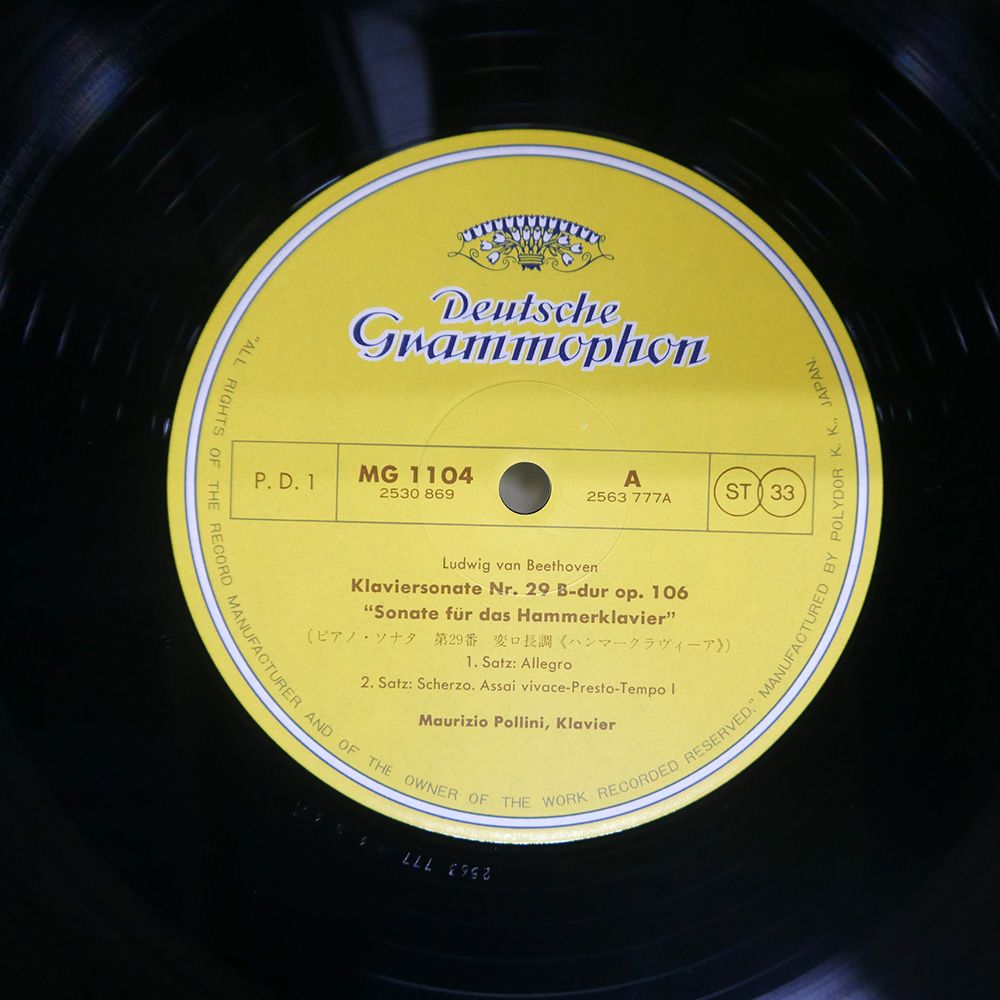 Deutsche
Grammophon
P. D. 1
MG 1104
2530 869
A
2563 777A
ST 33
Ludwig van Beethoven
Klaviersonate Nr. 29 B-dur op. 106
“Sonate für das Hammerklavier”
(ピアノ・ソナタ 第29番 変ロ長調《ハンマークラヴィーア》)
1. Satz: Allegro
2. Satz: Scherzo. Assai vivace-Presto-Tempo I
Maurizio Pollini, Klavier
“ALL RIGHTS OF THE RECORD MANUFACTURER AND OF THE OWNER OF THE WORK RECORDED RESERVED.” MANUFACTURED BY POLYDOR K. K., JAPAN.
2563 777